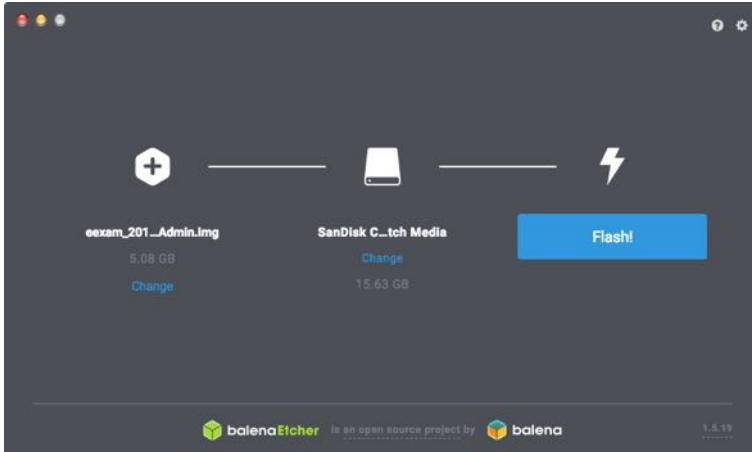 eexam_201...Admin.img
5.08 GB
Change
SanDisk C...tch Media
Change
15.63 GB
Flash!
balenaEtcher is an open source project by balena
1.5.19